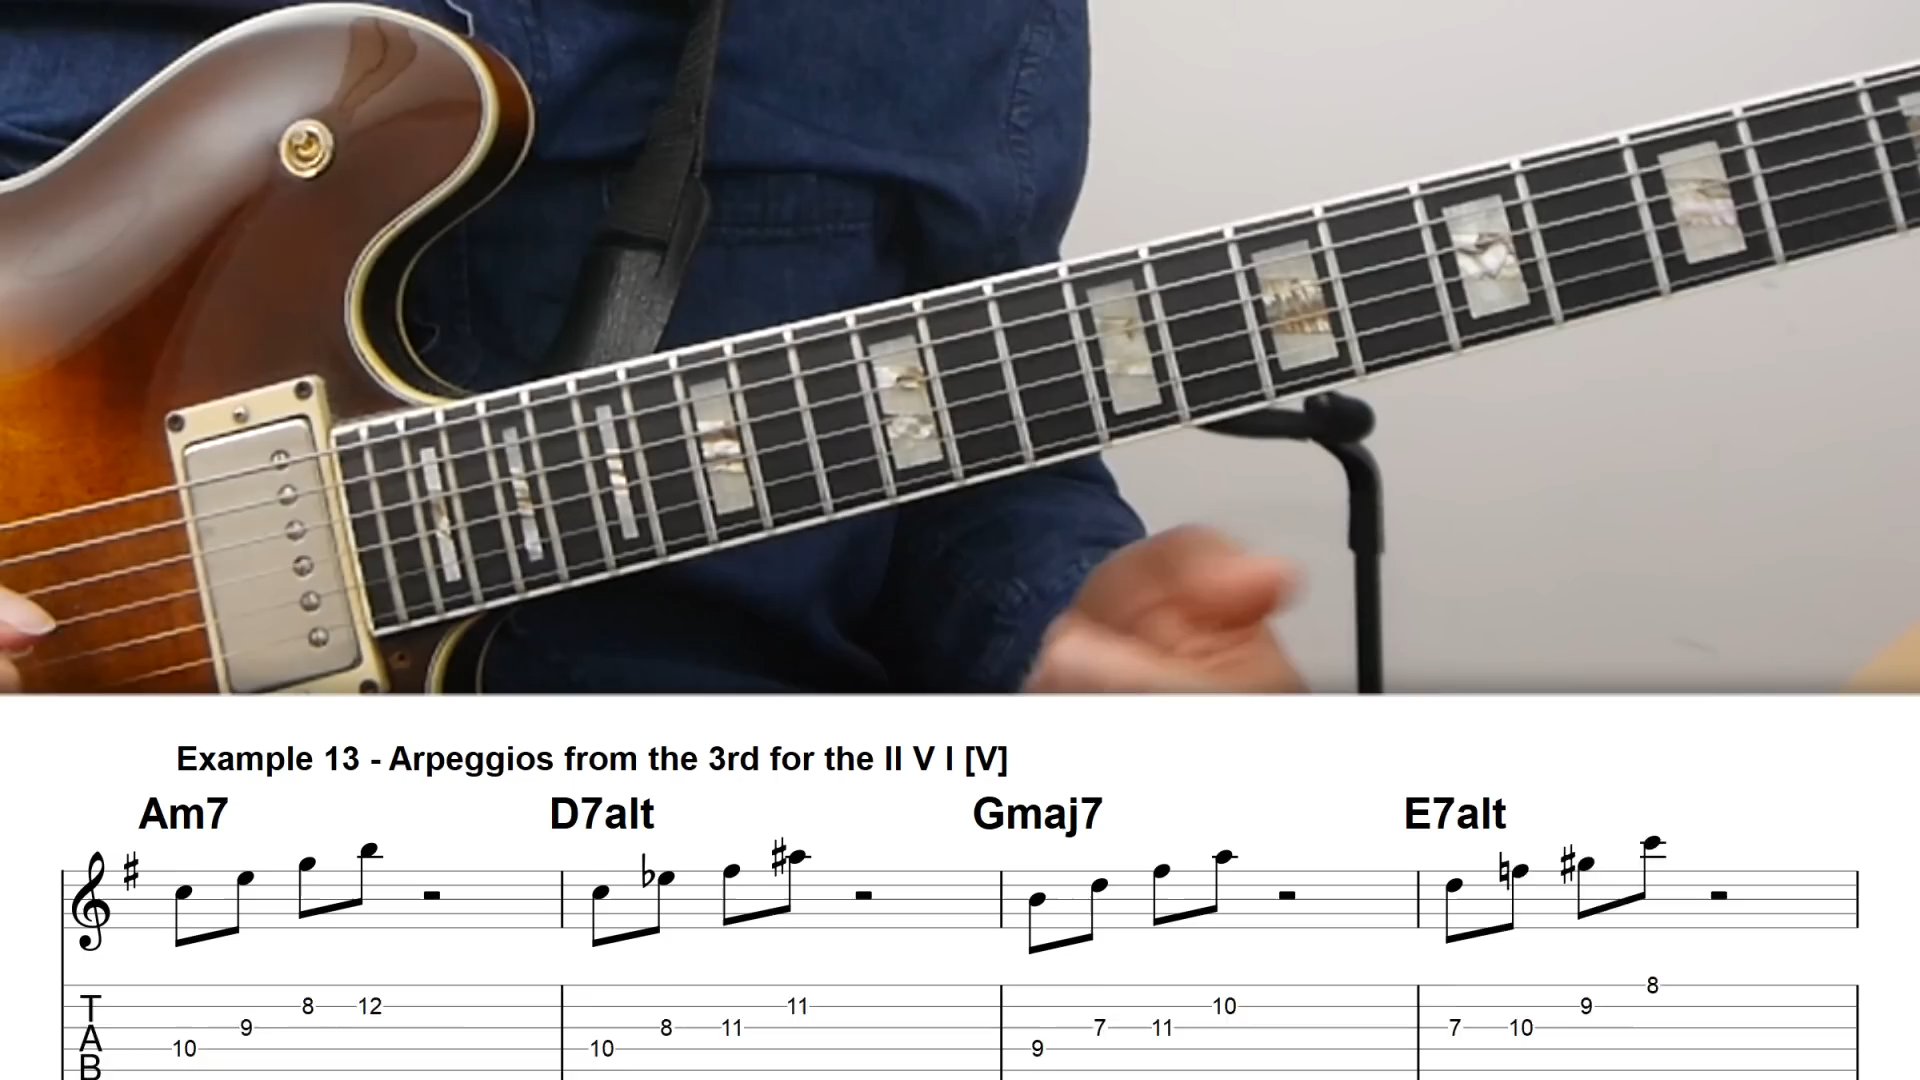 Example 13 - Arpeggios from the 3rd for the II V I [V]
Am7 D7alt Gmaj7 E7alt
8
T 8 12 11 10 9
A 9 8 11 7 11 7 10
B 10 10 9